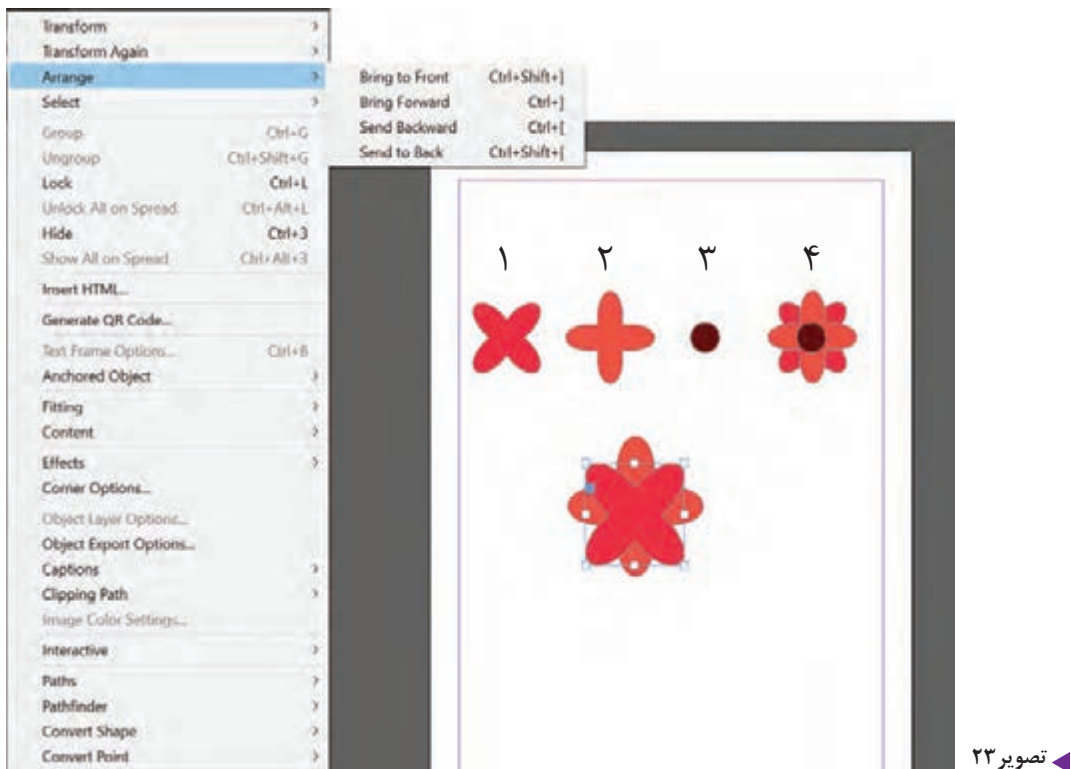 Transform
Transform Again
Arrange
Select
Group
Ctrl+G
Ungroup
Ctrl+Shift+G
Lock
Ctrl+L
Unlock All on Spread
Ctrl+Alt+L
Hide
Ctrl+3
Show All on Spread
Ctrl+Alt+3
Insert HTML...
Generate QR Code...
Text Frame Options...
Ctrl+B
Anchored Object
Fitting
Content
Effects
Corner Options...
Object Layer Options...
Object Export Options...
Captions
Clipping Path
Image Color Settings...
Interactive
Paths
Pathfinder
Convert Shape
Convert Point
Bring to Front
Ctrl+Shift+]
Bring Forward
Ctrl+]
Send Backward
Ctrl+[
Send to Back
Ctrl+Shift+[
۱ ۲ ۳ ۴
تصویر ۲۳